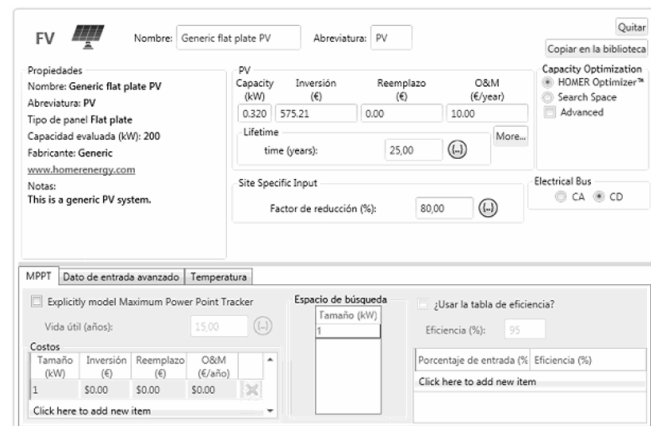 FV
Nombre: Generic flat plate PV
Abreviatura: PV
Quitar
Copiar en la biblioteca
Propiedades
Nombre: Generic flat plate PV
Abreviatura: PV
Tipo de panel Flat plate
Capacidad evaluada (kW): 200
Fabricante: Generic
www.homerenergy.com
Notas:
This is a generic PV system.
PV
Capacity (kW) Inversión (€) Reemplazo (€) O&M (€/year)
0.320 575.21 0.00 10.00
Lifetime
time (years): 25,00 (..)
More...
Site Specific Input
Factor de reducción (%): 80,00 (..)
Capacity Optimization
HOMER Optimizer™
Search Space
Advanced
Electrical Bus
CA CD
MPPT Dato de entrada avanzado Temperatura
Explicitly model Maximum Power Point Tracker
Vida útil (años): 15,00 (..)
Costos
Tamaño (kW) Inversión (€) Reemplazo (€) O&M (€/año)
1 $0.00 $0.00 $0.00
Click here to add new item
Espacio de búsqueda
Tamaño (kW)
1
¿Usar la tabla de eficiencia?
Eficiencia (%): 95
Porcentaje de entrada (% Eficiencia (%)
Click here to add new item